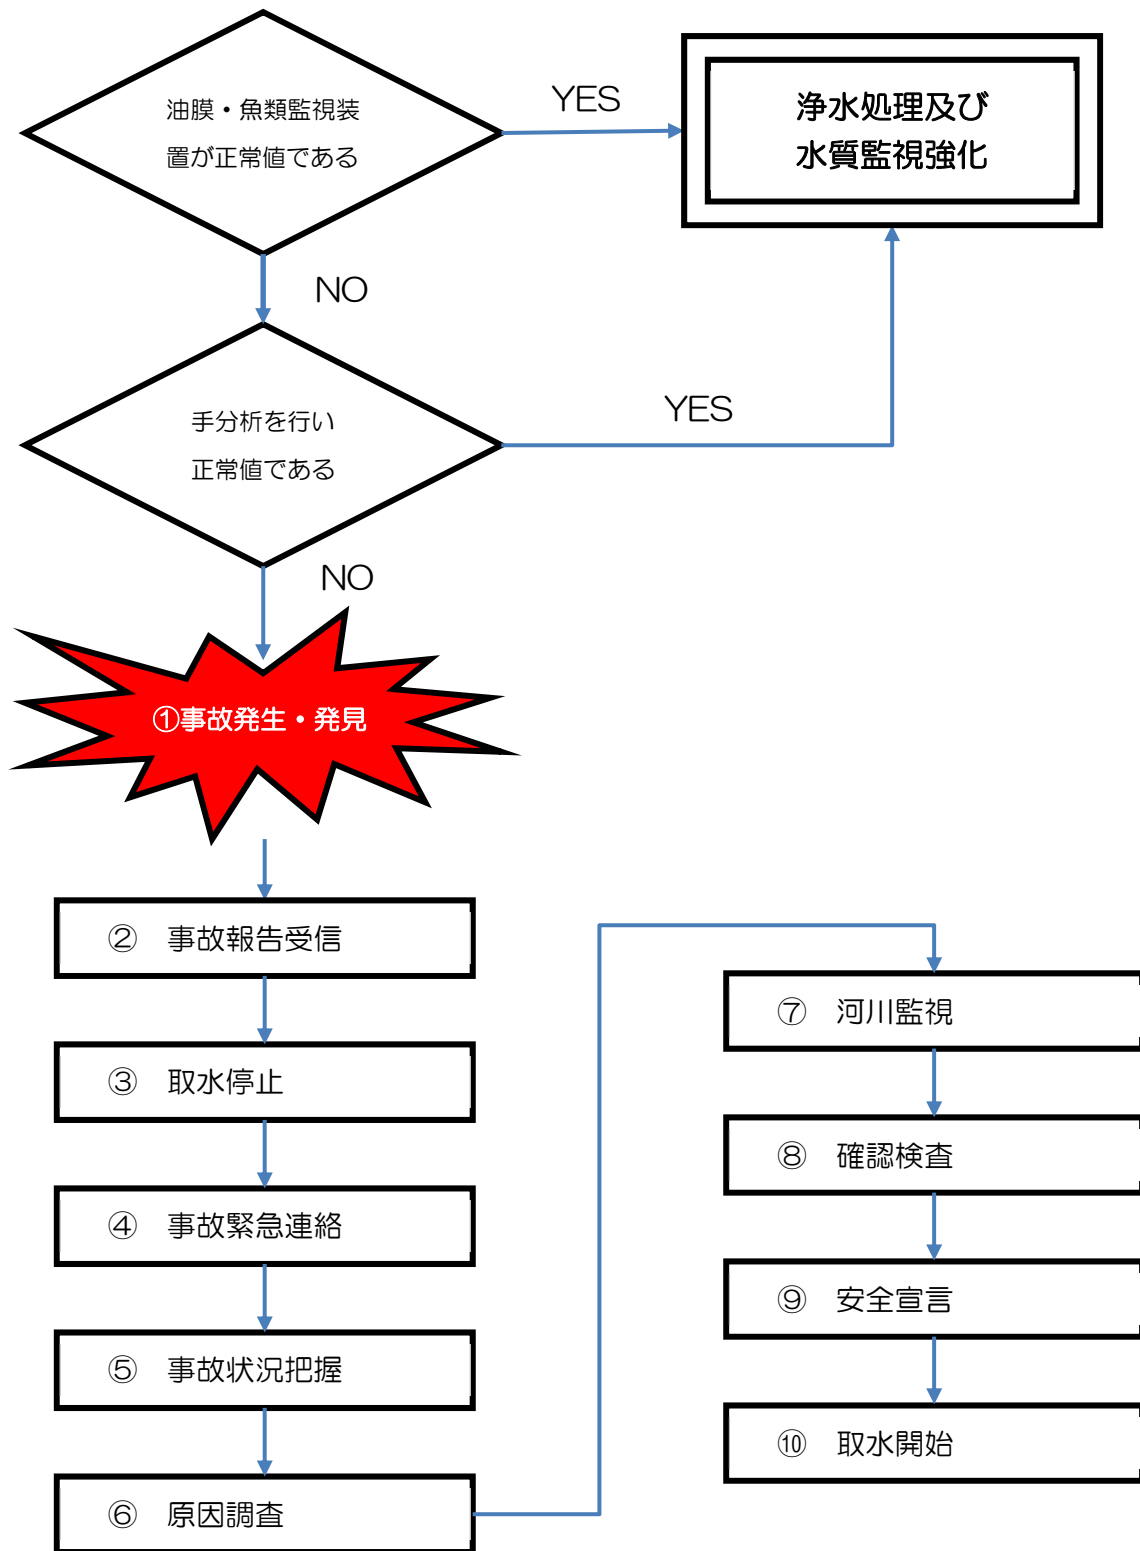 油膜・魚類監視装
置が正常値である
YES
浄水処理及び
水質監視強化
NO
手分析を行い
正常値である
YES
NO
①事故発生・発見
② 事故報告受信
③ 取水停止
④ 事故緊急連絡
⑤ 事故状況把握
⑥ 原因調査
⑦ 河川監視
⑧ 確認検査
⑨ 安全宣言
⑩ 取水開始